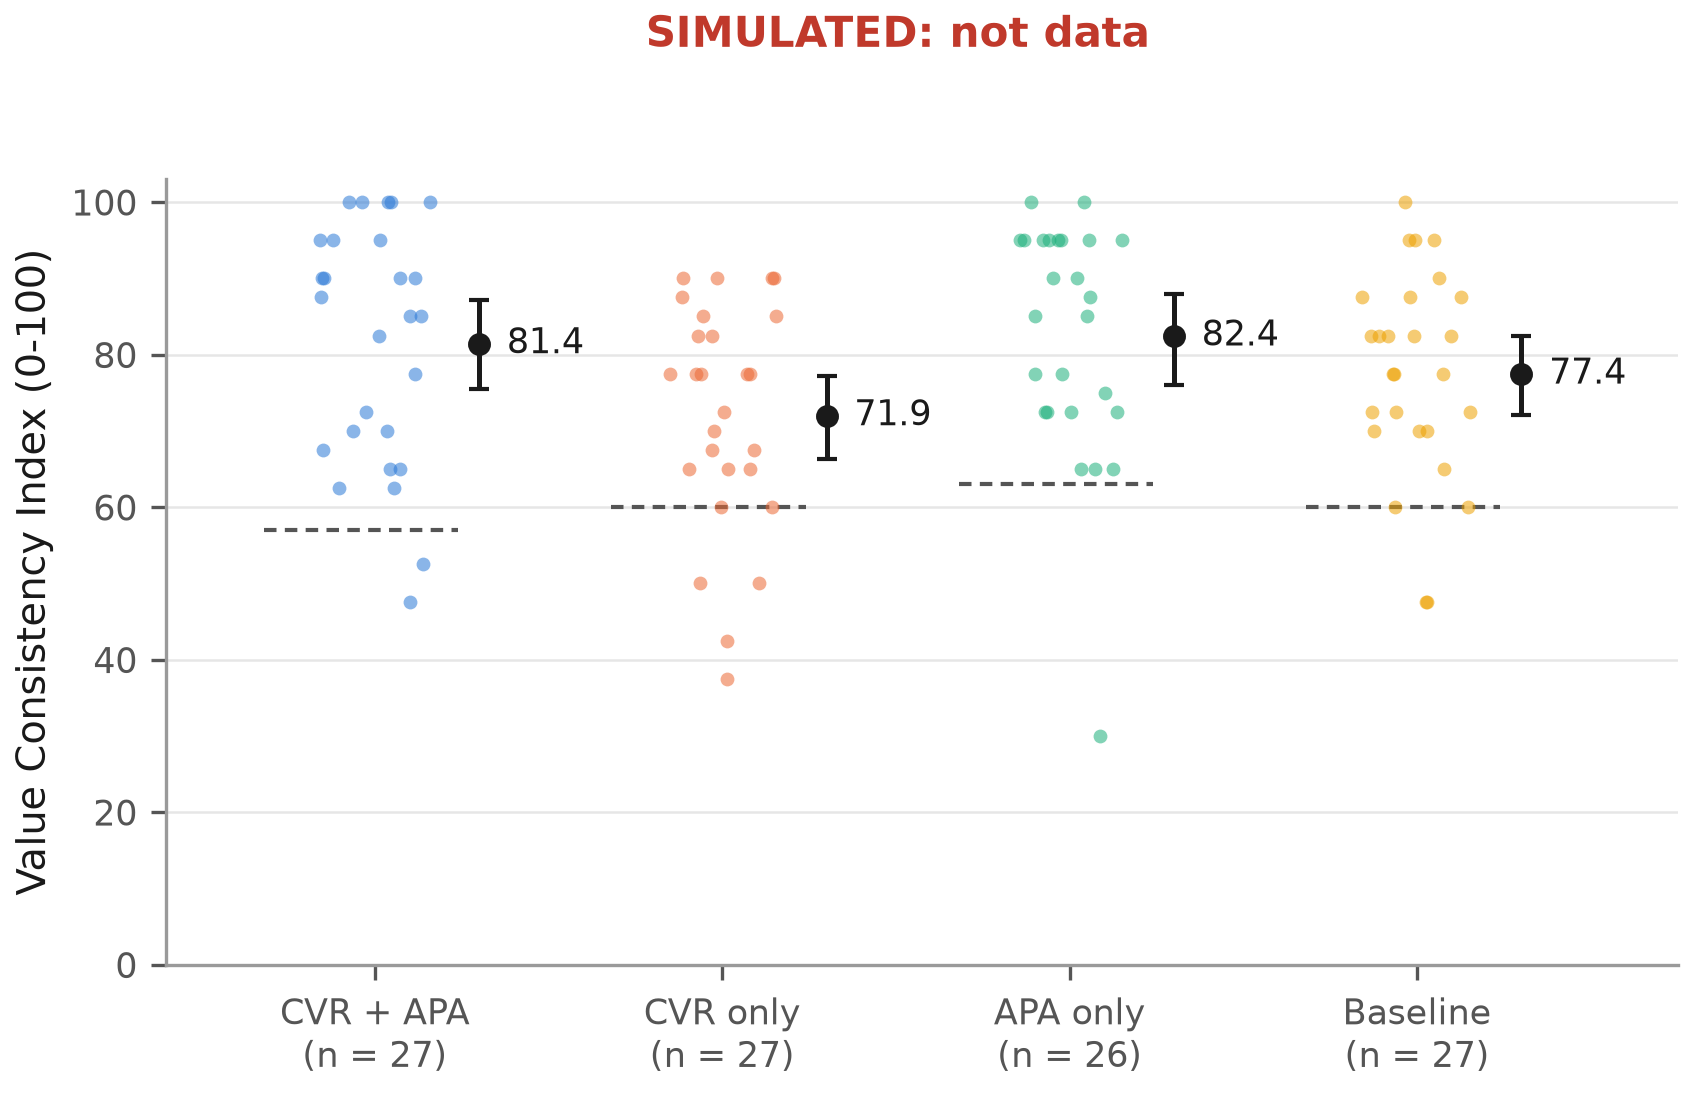 SIMULATED: not data
Value Consistency Index (0-100)
100
80
60
40
20
0
81.4
71.9
82.4
77.4
CVR + APA
(n = 27)
CVR only
(n = 27)
APA only
(n = 26)
Baseline
(n = 27)